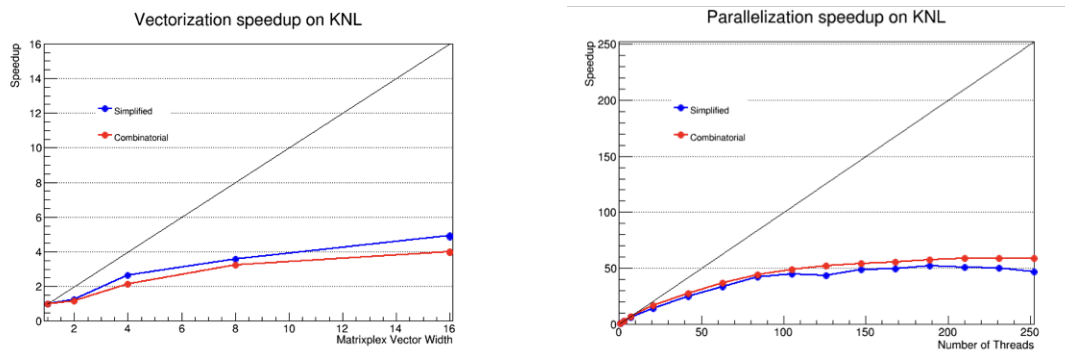 Vectorization speedup on KNL
Speedup
16
14
12
10
8
6
4
2
0
Simplified
Combinatorial
2 4 6 8 10 12 14 16
Matrixplex Vector Width
Parallelization speedup on KNL
Speedup
250
200
150
100
50
0
Simplified
Combinatorial
0 50 100 150 200 250
Number of Threads